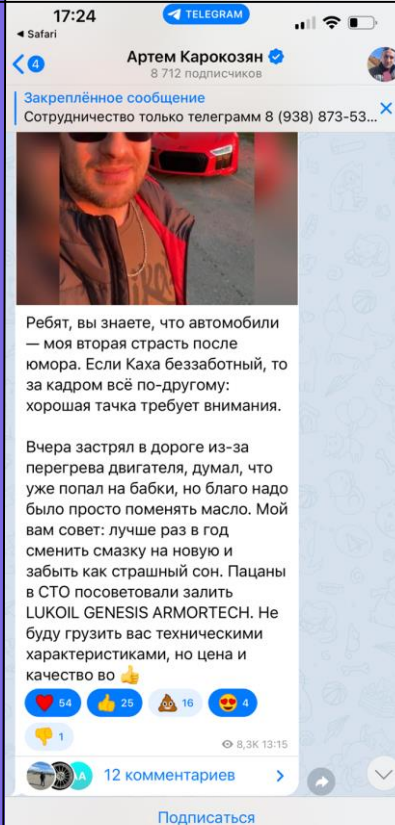 17:24
TELEGRAM
Safari
4
Артем Карокозян
8 712 подписчиков
Закреплённое сообщение
Сотрудничество только телеграмм 8 (938) 873-53...
Ребят, вы знаете, что автомобили
— моя вторая страсть после
юмора. Если Каха беззаботный, то
за кадром всё по-другому:
хорошая тачка требует внимания.
Вчера застрял в дороге из-за
перегрева двигателя, думал, что
уже попал на бабки, но благо надо
было просто поменять масло. Мой
вам совет: лучше раз в год
сменить смазку на новую и
забыть как страшный сон. Пацаны
в СТО посоветовали залить
LUKOIL GENESIS ARMORTECH. Не
буду грузить вас техническими
характеристиками, но цена и
качество во 👍
❤️ 54 👍 25 💩 16 😍 4
👎 1
8,3K 13:15
12 комментариев
Подписаться